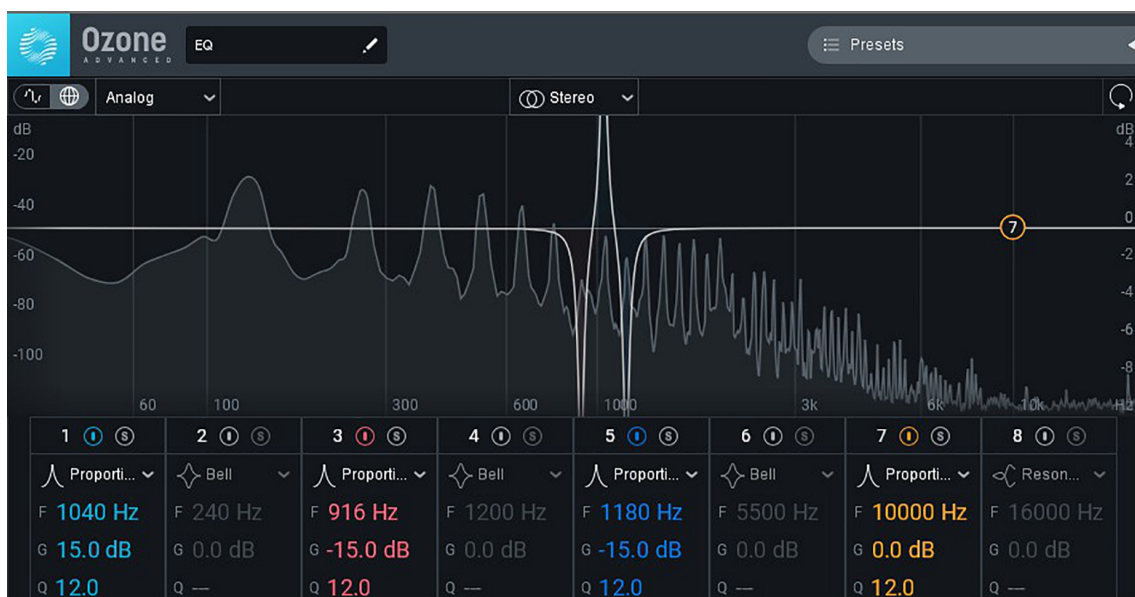 Ozone EQ Presets
ADVANCED
Analog Stereo
dB dB
-20 4
2
-40 0
7
-60 -2
-80 -4
-6
-100 -8
60 100 300 600 1000 3k 6k 10k Hz
1 S 2 S 3 S 4 S 5 S 6 S 7 S 8 S
Proporti... Bell Proporti... Bell Proporti... Bell Proporti... Reson...
F 1040 Hz F 240 Hz F 916 Hz F 1200 Hz F 1180 Hz F 5500 Hz F 10000 Hz F 16000 Hz
G 15.0 dB G 0.0 dB G -15.0 dB G 0.0 dB G -15.0 dB G 0.0 dB G 0.0 dB G 0.0 dB
Q 12.0 Q --- Q 12.0 Q --- Q 12.0 Q --- Q 12.0 Q ---